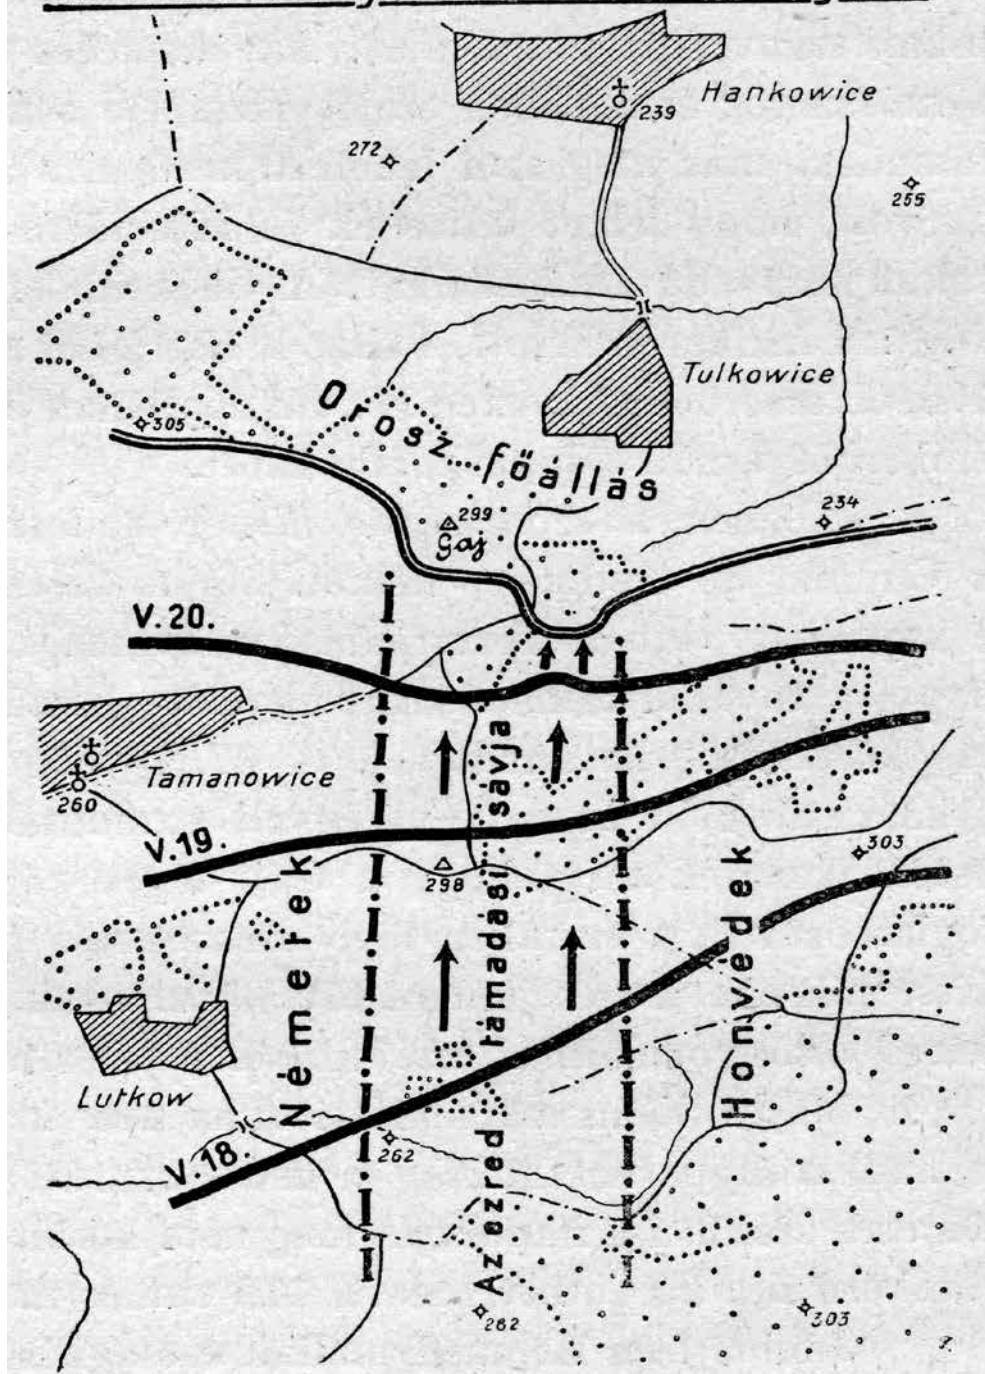 Hankowice
239
272
255
Tulkowice
305
Orosz főállás
299
Gaj
234
V. 20.
Tamanowice
260
V. 19.
298
303
Németek
Az ezred támadási sávja
Honvédek
Lutkow
V. 18.
262
282
303